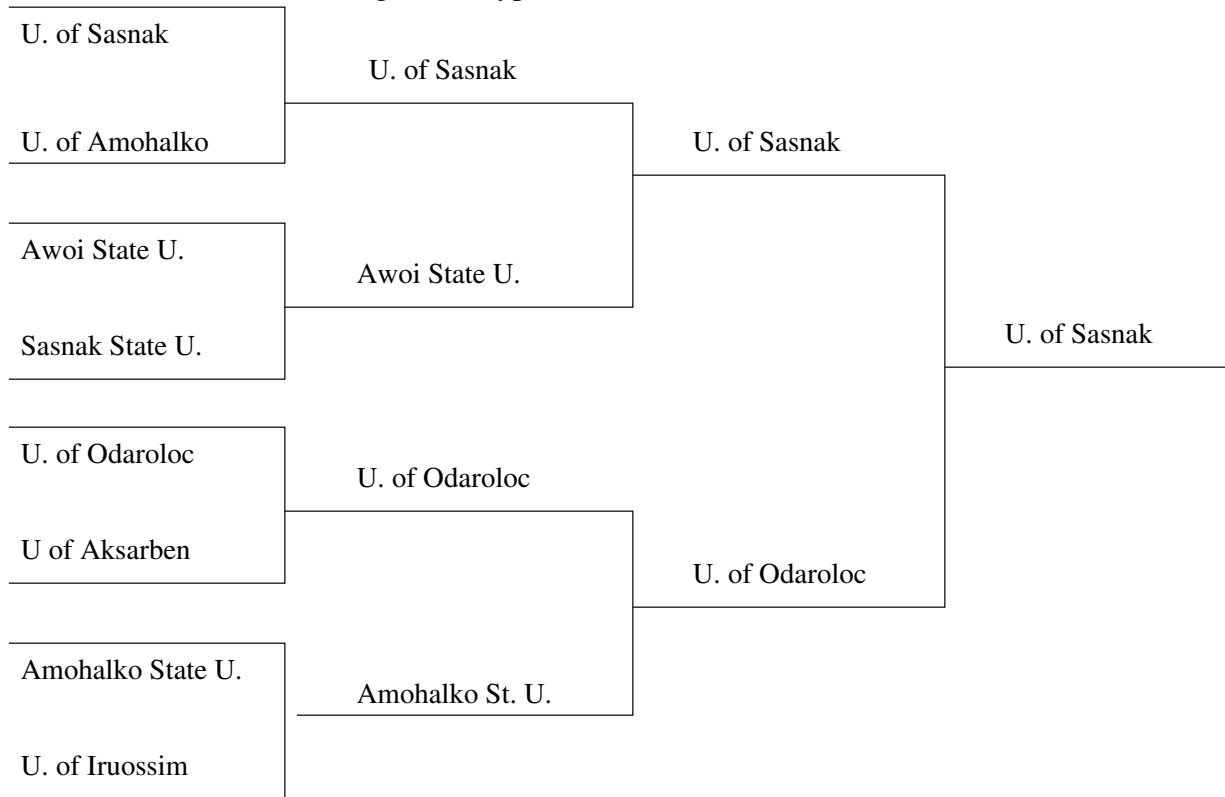 U. of Sasnak
U. of Amohalko
Awoi State U.
Sasnak State U.
U. of Odaroloc
U of Aksarben
Amohalko State U.
U. of Iruossim
U. of Sasnak
Awoi State U.
U. of Odaroloc
Amohalko St. U.
U. of Sasnak
U. of Odaroloc
U. of Sasnak